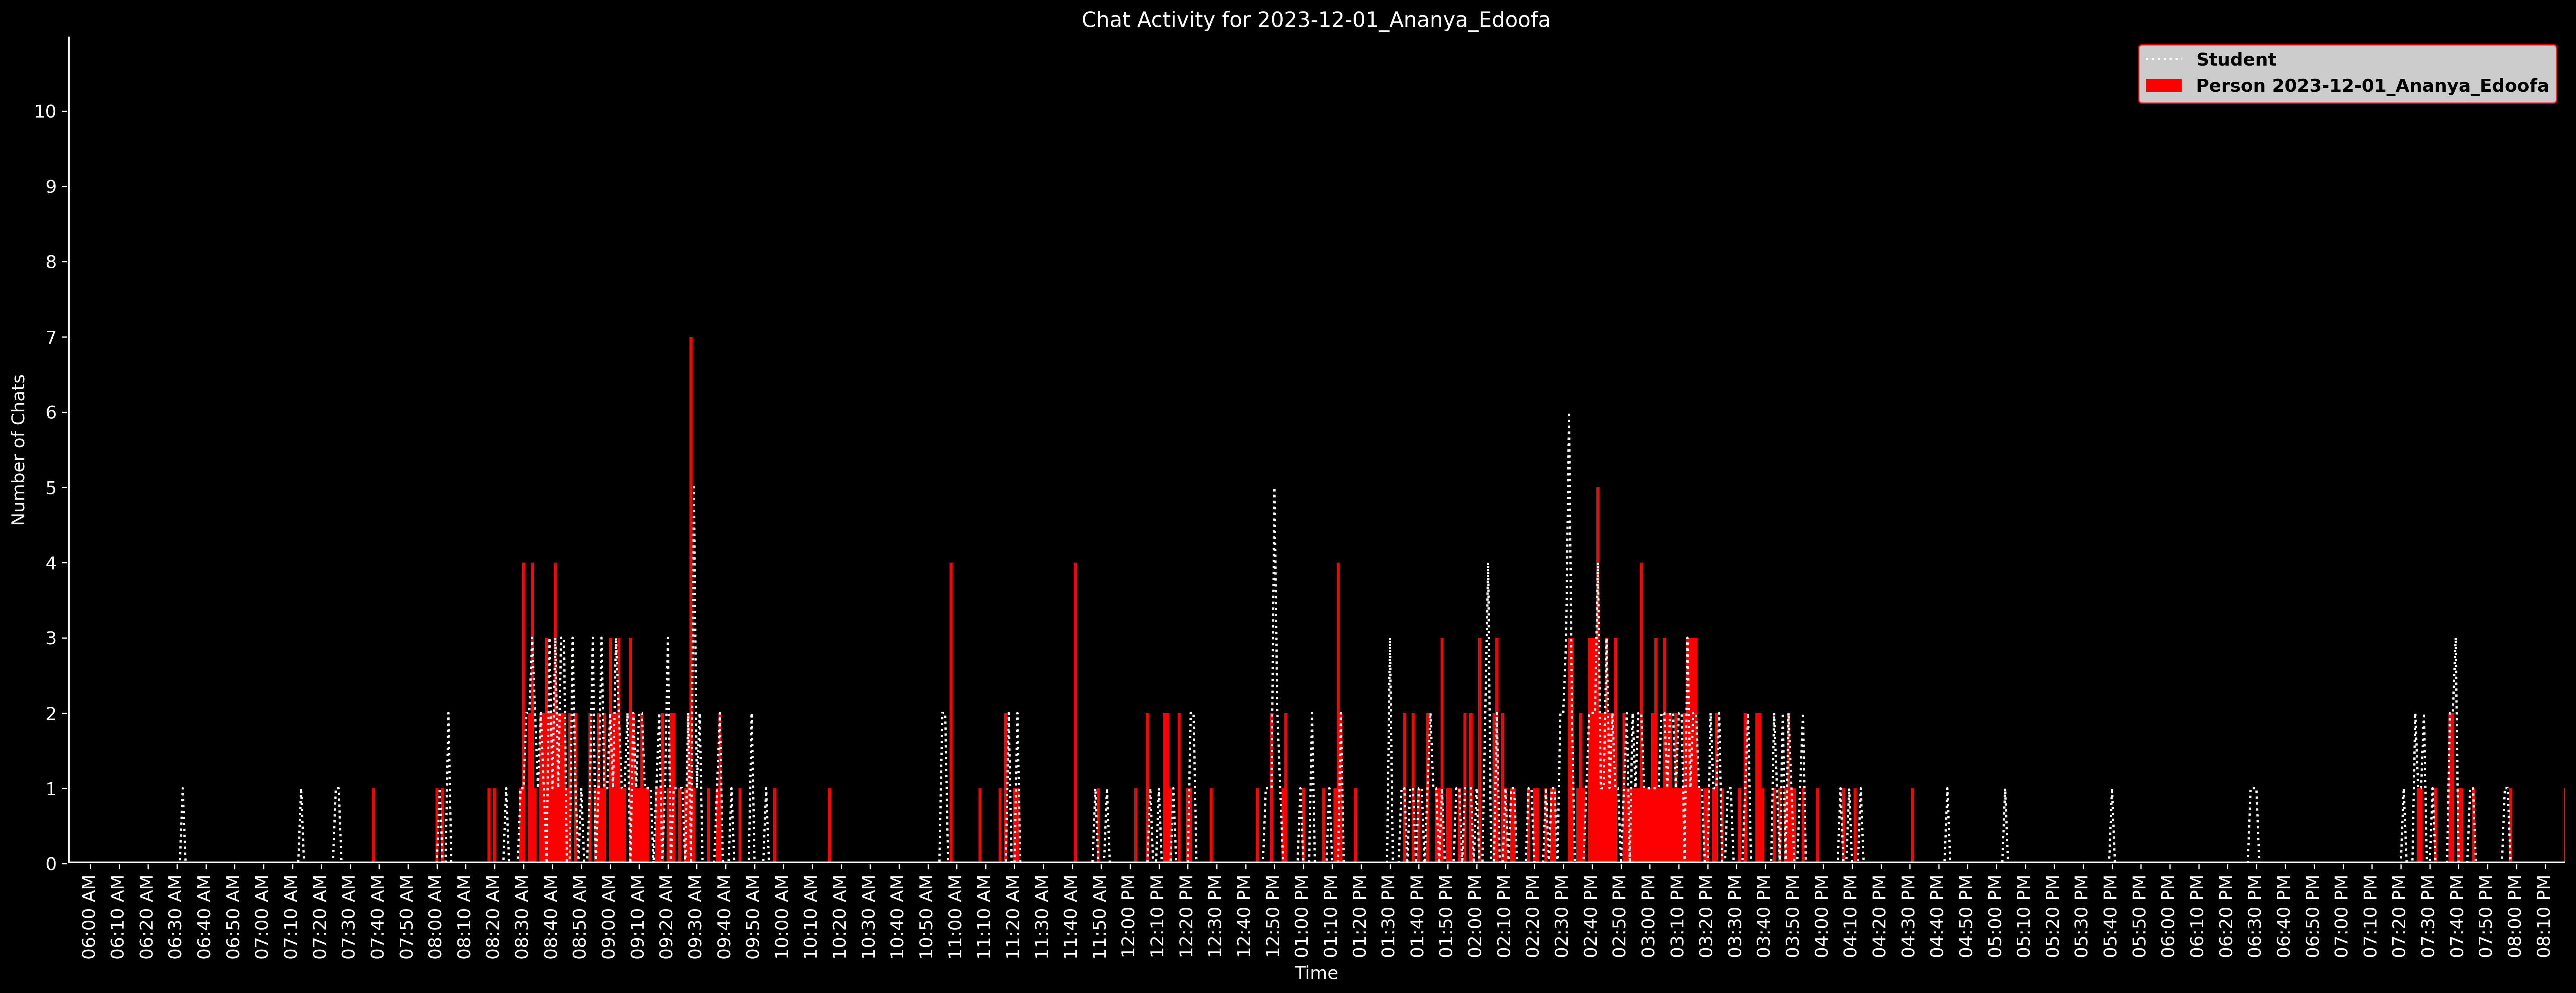 Chat Activity for 2023-12-01_Ananya_Edoofa
Student
Person 2023-12-01_Ananya_Edoofa
Number of Chats
10
9
8
7
6
5
4
3
2
1
0
06:00 AM
06:10 AM
06:20 AM
06:30 AM
06:40 AM
06:50 AM
07:00 AM
07:10 AM
07:20 AM
07:30 AM
07:40 AM
07:50 AM
08:00 AM
08:10 AM
08:20 AM
08:30 AM
08:40 AM
08:50 AM
09:00 AM
09:10 AM
09:20 AM
09:30 AM
09:40 AM
09:50 AM
10:00 AM
10:10 AM
10:20 AM
10:30 AM
10:40 AM
10:50 AM
11:00 AM
11:10 AM
11:20 AM
11:30 AM
11:40 AM
11:50 AM
12:00 PM
12:10 PM
12:20 PM
12:30 PM
12:40 PM
12:50 PM
01:00 PM
01:10 PM
01:20 PM
01:30 PM
01:40 PM
01:50 PM
02:00 PM
02:10 PM
02:20 PM
02:30 PM
02:40 PM
02:50 PM
03:00 PM
03:10 PM
03:20 PM
03:30 PM
03:40 PM
03:50 PM
04:00 PM
04:10 PM
04:20 PM
04:30 PM
04:40 PM
04:50 PM
05:00 PM
05:10 PM
05:20 PM
05:30 PM
05:40 PM
05:50 PM
06:00 PM
06:10 PM
06:20 PM
06:30 PM
06:40 PM
06:50 PM
07:00 PM
07:10 PM
07:20 PM
07:30 PM
07:40 PM
07:50 PM
08:00 PM
08:10 PM
Time